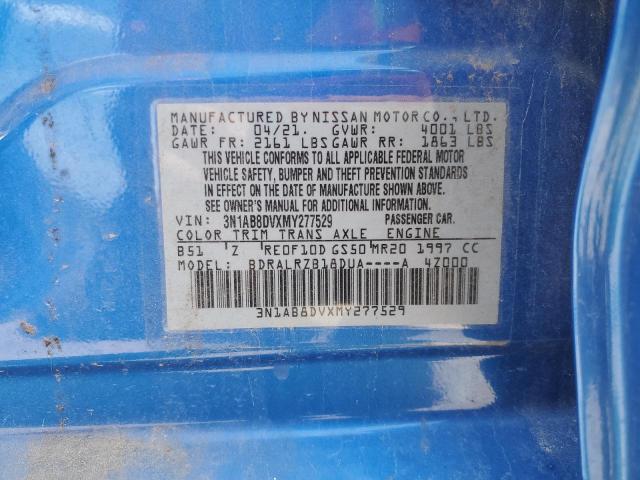 MANUFACTURED BY NISSAN MOTOR CO., LTD.
DATE: 04/21. GVWR: 4001 LBS
GAWR FR: 2161 LBS GAWR RR: 1863 LBS
THIS VEHICLE CONFORMS TO ALL APPLICABLE FEDERAL MOTOR
VEHICLE SAFETY, BUMPER AND THEFT PREVENTION STANDARDS
IN EFFECT ON THE DATE OF MANUFACTURE SHOWN ABOVE.
SEE OWNER'S MANUAL FOR ADDITIONAL INFORMATION.
VIN: 3N1AB8DVXMY277529 PASSENGER CAR.
COLOR TRIM TRANS AXLE ENGINE
B51 Z RE0F10D GS50 MR20 1997 CC
MODEL: BDRALRZB18DUA----A 4Z000
3N1AB8DVXMY277529